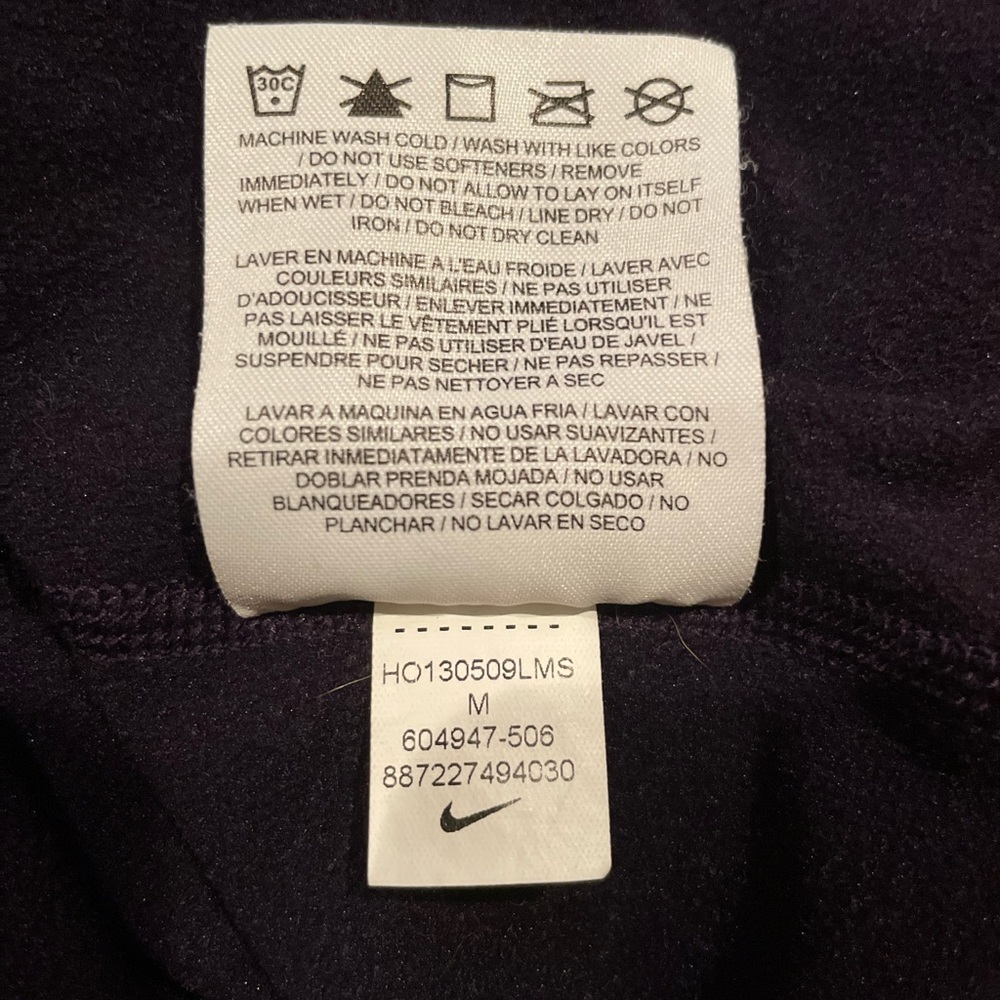 30C
MACHINE WASH COLD / WASH WITH LIKE COLORS
/ DO NOT USE SOFTENERS / REMOVE
IMMEDIATELY / DO NOT ALLOW TO LAY ON ITSELF
WHEN WET / DO NOT BLEACH / LINE DRY / DO NOT
IRON / DO NOT DRY CLEAN
LAVER EN MACHINE A L'EAU FROIDE / LAVER AVEC
COULEURS SIMILAIRES / NE PAS UTILISER
D'ADOUCISSEUR / ENLEVER IMMEDIATEMENT / NE
PAS LAISSER LE VÊTEMENT PLIÉ LORSQU'IL EST
MOUILLÉ / NE PAS UTILISER D'EAU DE JAVEL /
SUSPENDRE POUR SECHER / NE PAS REPASSER /
NE PAS NETTOYER A SEC
LAVAR A MAQUINA EN AGUA FRIA / LAVAR CON
COLORES SIMILARES / NO USAR SUAVIZANTES /
RETIRAR INMEDIATAMENTE DE LA LAVADORA / NO
DOBLAR PRENDA MOJADA / NO USAR
BLANQUEADORES / SECAR COLGADO / NO
PLANCHAR / NO LAVAR EN SECO
HO130509LMS
M
604947-506
887227494030